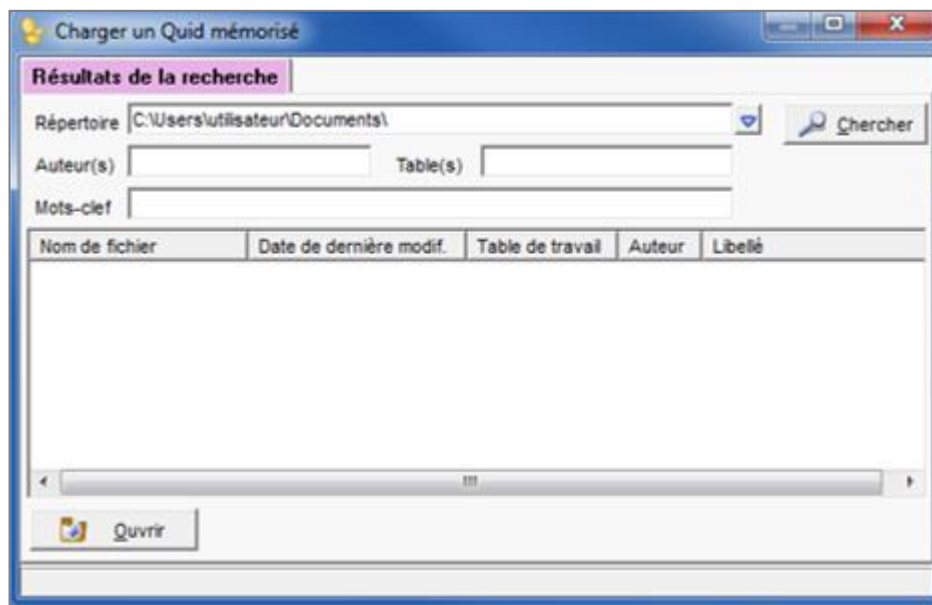 Charger un Quid mémorisé
Résultats de la recherche
Répertoire C:\Users\utilisateur\Documents\ Chercher
Auteur(s) Table(s)
Mots-clef
Nom de fichier Date de dernière modif. Table de travail Auteur Libellé
Ouvrir